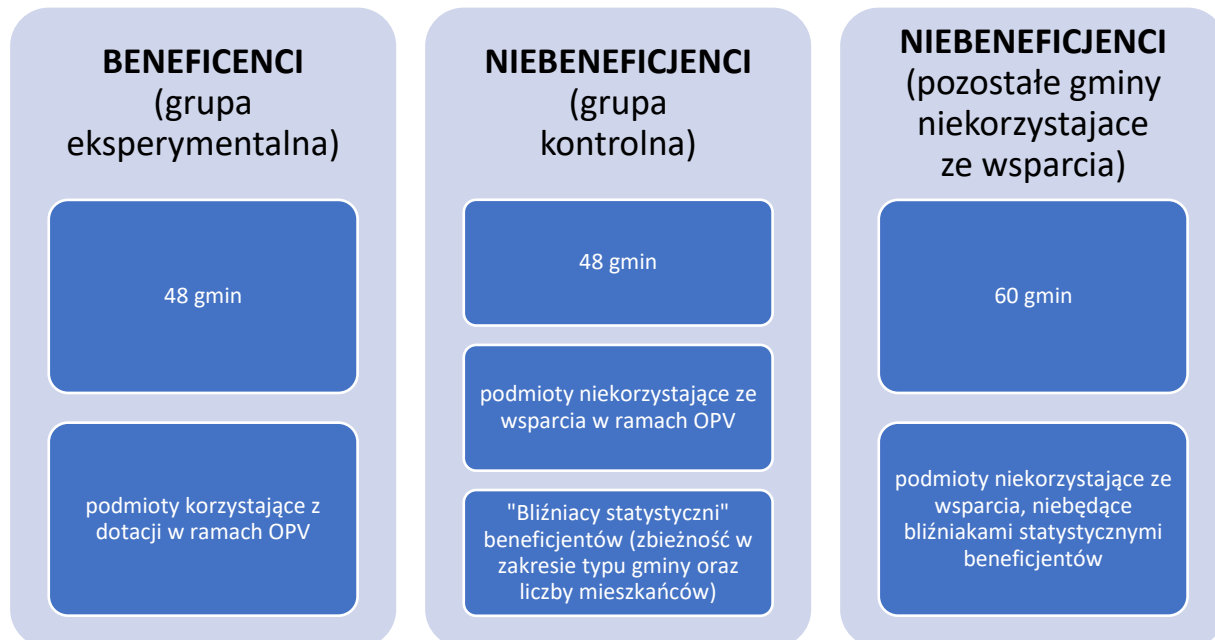 BENEFICENCI
(grupa
eksperymentalna)
48 gmin
podmioty korzystające z
dotacji w ramach OPV
NIEBENEFICJENCI
(grupa
kontrolna)
48 gmin
podmioty niekorzystające ze
wsparcia w ramach OPV
"Bliźniacy statystyczni"
beneficjentów (zbieżność w
zakresie typu gminy oraz
liczby mieszkańców)
NIEBENEFICJENCI
(pozostałe gminy
niekorzystajace
ze wsparcia)
60 gmin
podmioty niekorzystające ze
wsparcia, niebędące
bliźniakami statystycznymi
beneficjentów